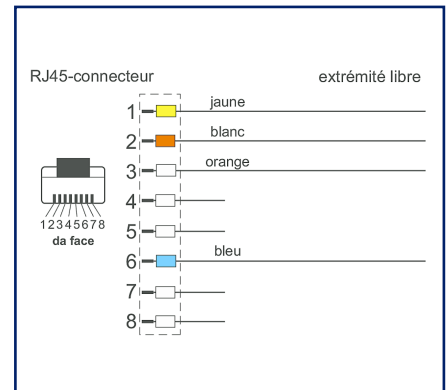 RJ45-connecteur
extrémité libre
1 jaune
2 blanc
3 orange
4
5
6 bleu
7
8
12345678
da face